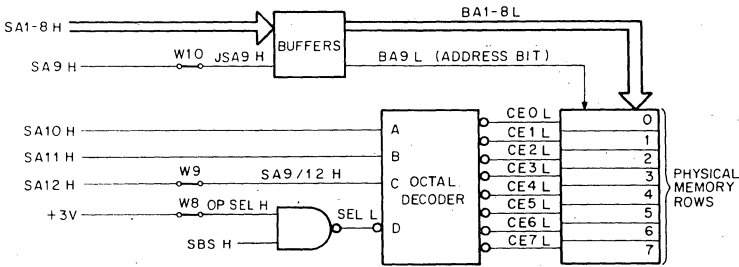 SA1-8 H
BUFFERS
BA1-8 L
SA9 H
W10
JSA9 H
BA9 L (ADDRESS BIT)
SA10 H
SA11 H
SA12 H
W9
SA9/12 H
+3V
W8
OP SEL H
SBS H
SEL L
A
B
C
D
OCTAL
DECODER
CE0 L
CE1 L
CE2 L
CE3 L
CE4 L
CE5 L
CE6 L
CE7 L
0
1
2
3
4
5
6
7
PHYSICAL
MEMORY
ROWS